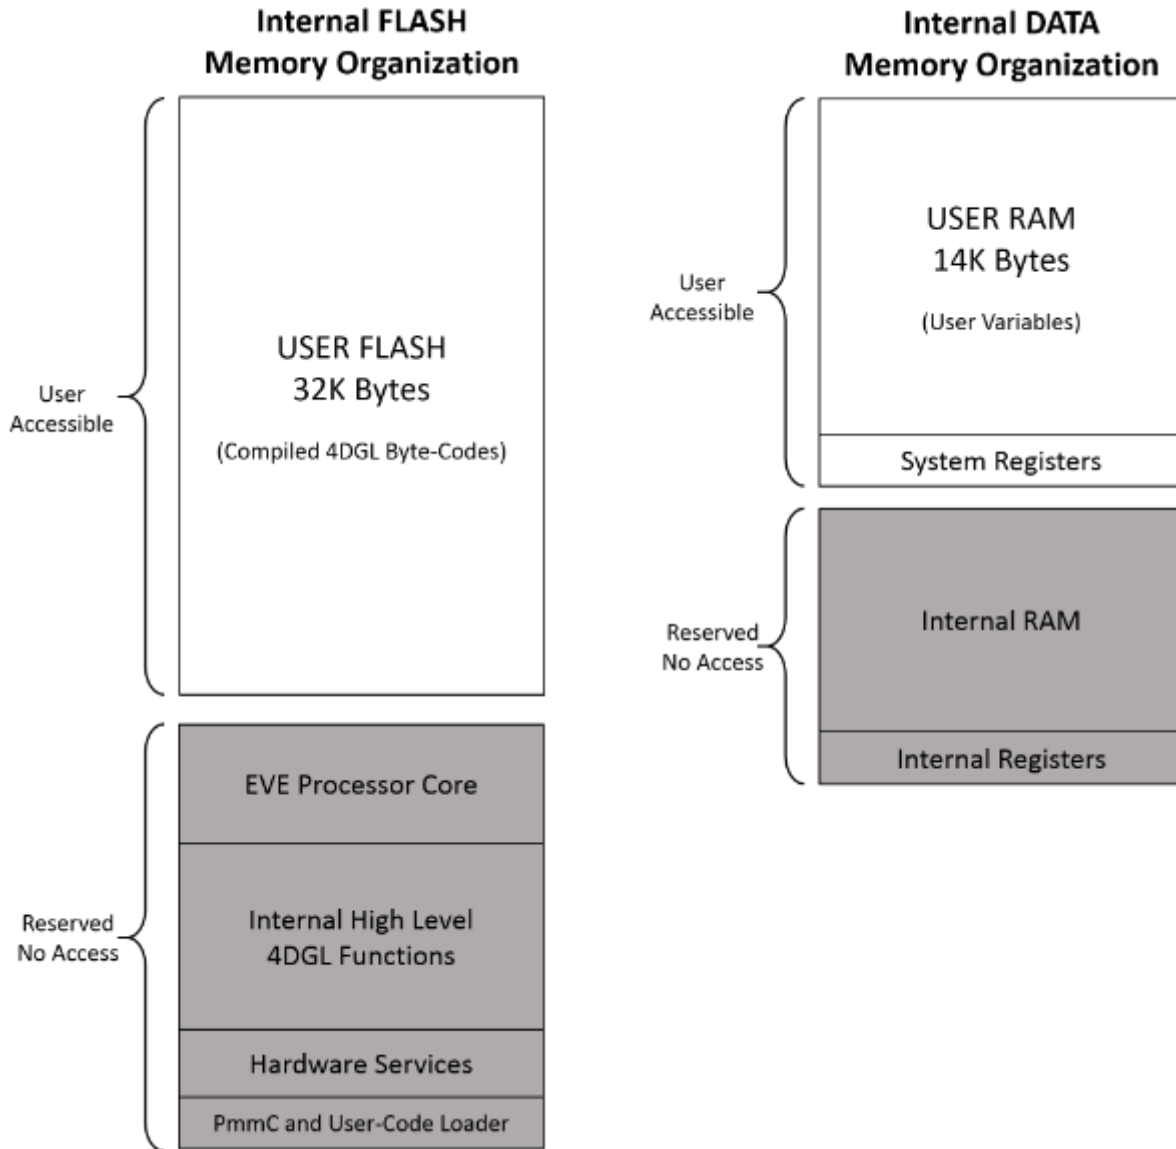 Internal FLASH
Memory Organization
User
Accessible
USER FLASH
32K Bytes
(Compiled 4DGL Byte-Codes)
Reserved
No Access
EVE Processor Core
Internal High Level
4DGL Functions
Hardware Services
PmmC and User-Code Loader
Internal DATA
Memory Organization
User
Accessible
USER RAM
14K Bytes
(User Variables)
System Registers
Reserved
No Access
Internal RAM
Internal Registers